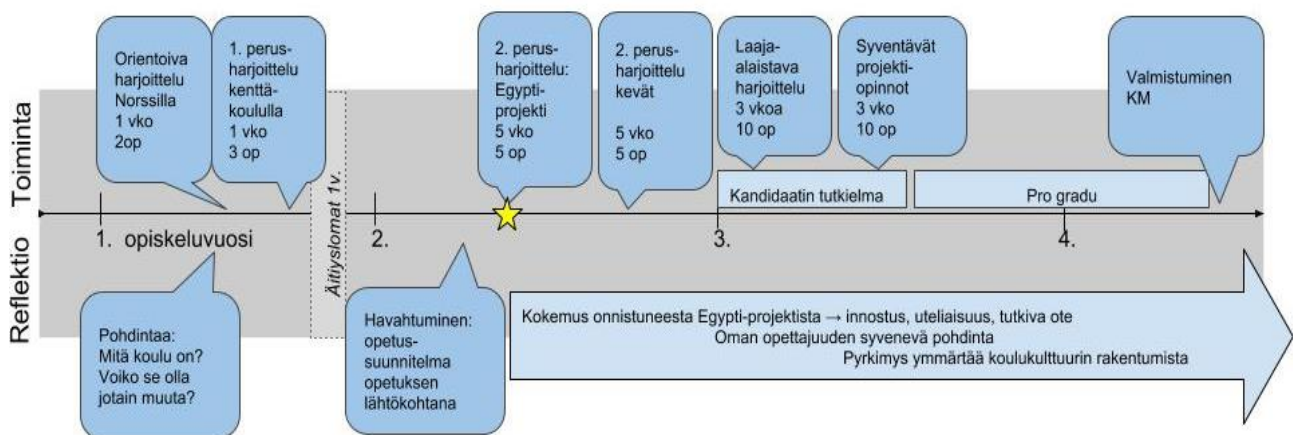 Toiminta
Orientoiva
harjoittelu
Norssilla
1 vko
2op
1. perus-
harjoittelu
kenttä-
koululla
1 vko
3 op
2. perus-
harjoittelu:
Egypti-
projekti
5 vko
5 op
2. perus-
harjoittelu
kevät
5 vko
5 op
Laaja-
alaistava
harjoittelu
3 vkoa
10 op
Syventävät
projekti-
opinnot
3 vko
10 op
Valmistuminen
KM
Kandidaatin tutkielma
Pro gradu
Äitiyslomat 1v.
1. opiskeluvuosi
2.
3.
4.
Reflektio
Pohdintaa:
Mitä koulu on?
Voiko se olla
jotain muuta?
Havahtuminen:
opetus-
suunnitelma
opetuksen
lähtökohtana
Kokemus onnistuneesta Egypti-projektista → innostus, uteliaisuus, tutkiva ote
Oman opettajuuden syvenevä pohdinta
Pyrkimys ymmärtää koulukulttuurin rakentumista